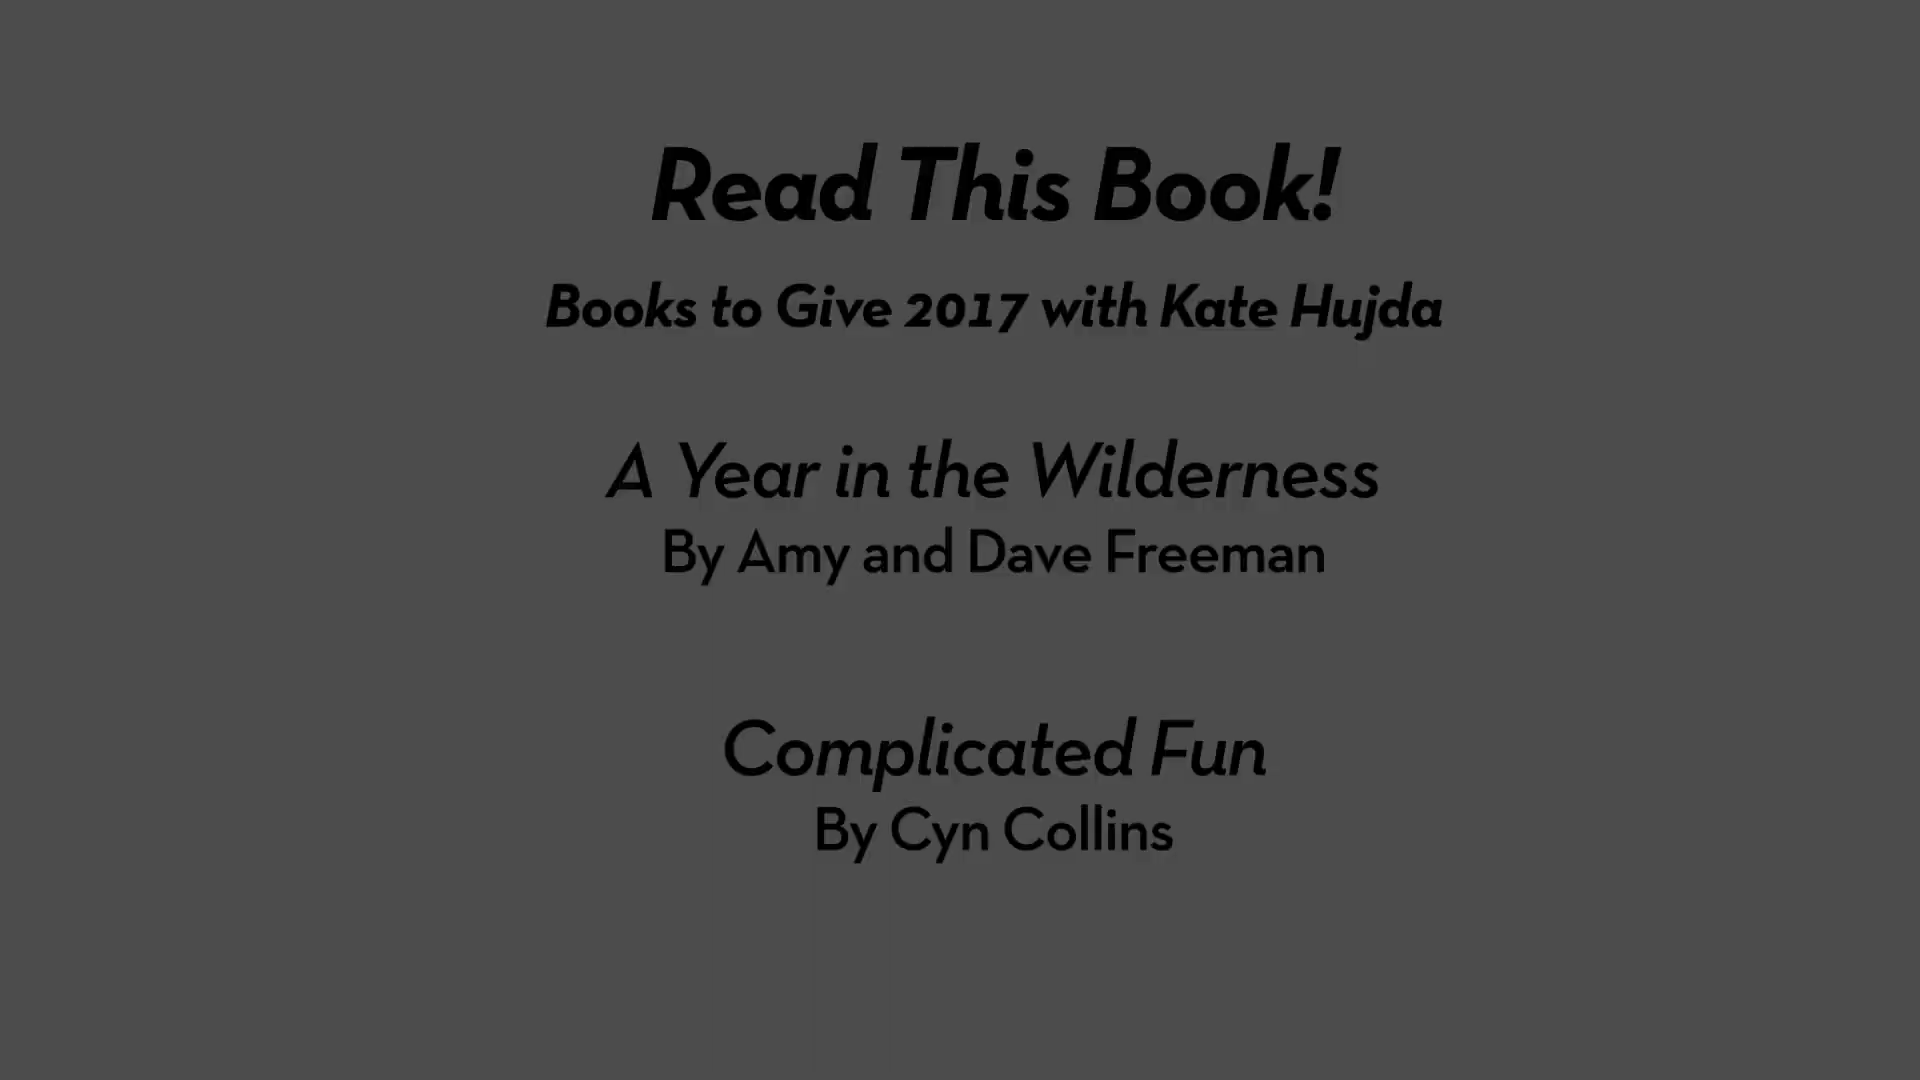 Read This Book!
Books to Give 2017 with Kate Hujda
A Year in the Wilderness
By Amy and Dave Freeman
Complicated Fun
By Cyn Collins